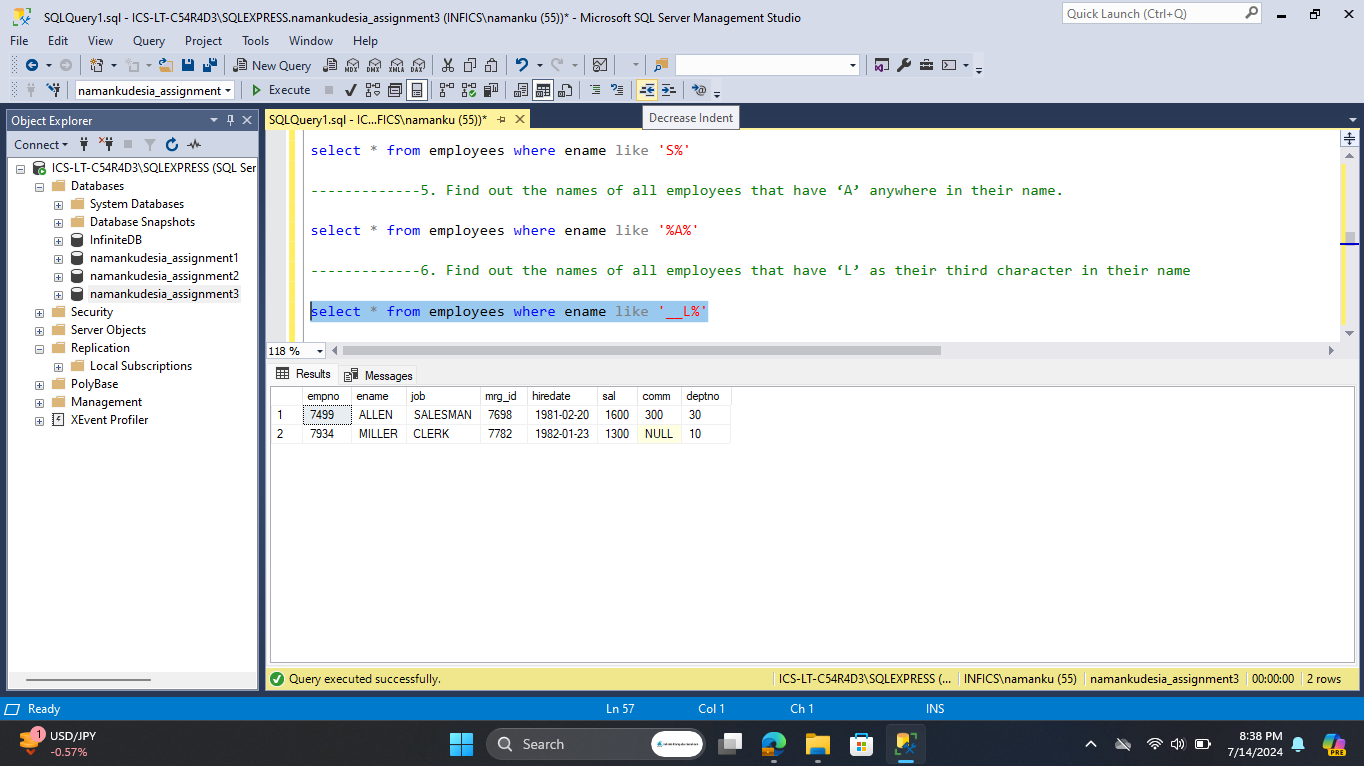 SQLQuery1.sql - ICS-LT-C54R4D3\SQLEXPRESS.namankudesia_assignment3 (INFICS\namanku (55))* - Microsoft SQL Server Management Studio
Quick Launch (Ctrl+Q)
File Edit View Query Project Tools Window Help
New Query MDX DMX XMLA DAX
namankudesia_assignment Execute
Decrease Indent
Object Explorer
Connect
ICS-LT-C54R4D3\SQLEXPRESS (SQL Ser
Databases
System Databases
Database Snapshots
InfiniteDB
namankudesia_assignment1
namankudesia_assignment2
namankudesia_assignment3
Security
Server Objects
Replication
Local Subscriptions
PolyBase
Management
XEvent Profiler
SQLQuery1.sql - IC...FICS\namanku (55))*
select * from employees where ename like 'S%'
-------------5. Find out the names of all employees that have ‘A’ anywhere in their name.
select * from employees where ename like '%A%'
-------------6. Find out the names of all employees that have ‘L’ as their third character in their name
select * from employees where ename like '__L%'
118 %
Results Messages
empno ename job mrg_id hiredate sal comm deptno
1 7499 ALLEN SALESMAN 7698 1981-02-20 1600 300 30
2 7934 MILLER CLERK 7782 1982-01-23 1300 NULL 10
Query executed successfully.
ICS-LT-C54R4D3\SQLEXPRESS (... INFICS\namanku (55) namankudesia_assignment3 00:00:00 2 rows
Ready Ln 57 Col 1 Ch 1 INS
1
USD/JPY
-0.57%
Search
8:38 PM
7/14/2024
PRE